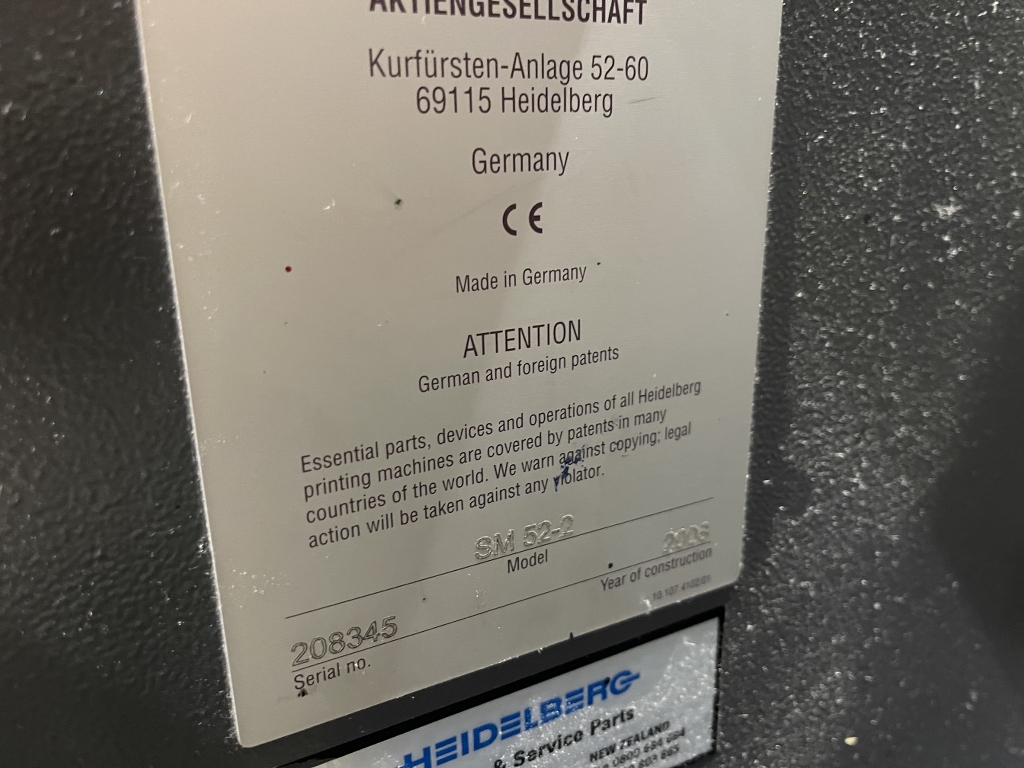 AKTIENGESELLSCHAFT
Kurfürsten-Anlage 52-60
69115 Heidelberg
Germany
CE
Made in Germany
ATTENTION
German and foreign patents
Essential parts, devices and operations of all Heidelberg
printing machines are covered by patents in many
countries of the world. We warn against copying; legal
action will be taken against any violator.
SM 52-2
Model
Year of construction
208345
Serial no.
HEIDELBERG
& Service Parts
NEW ZEALAND